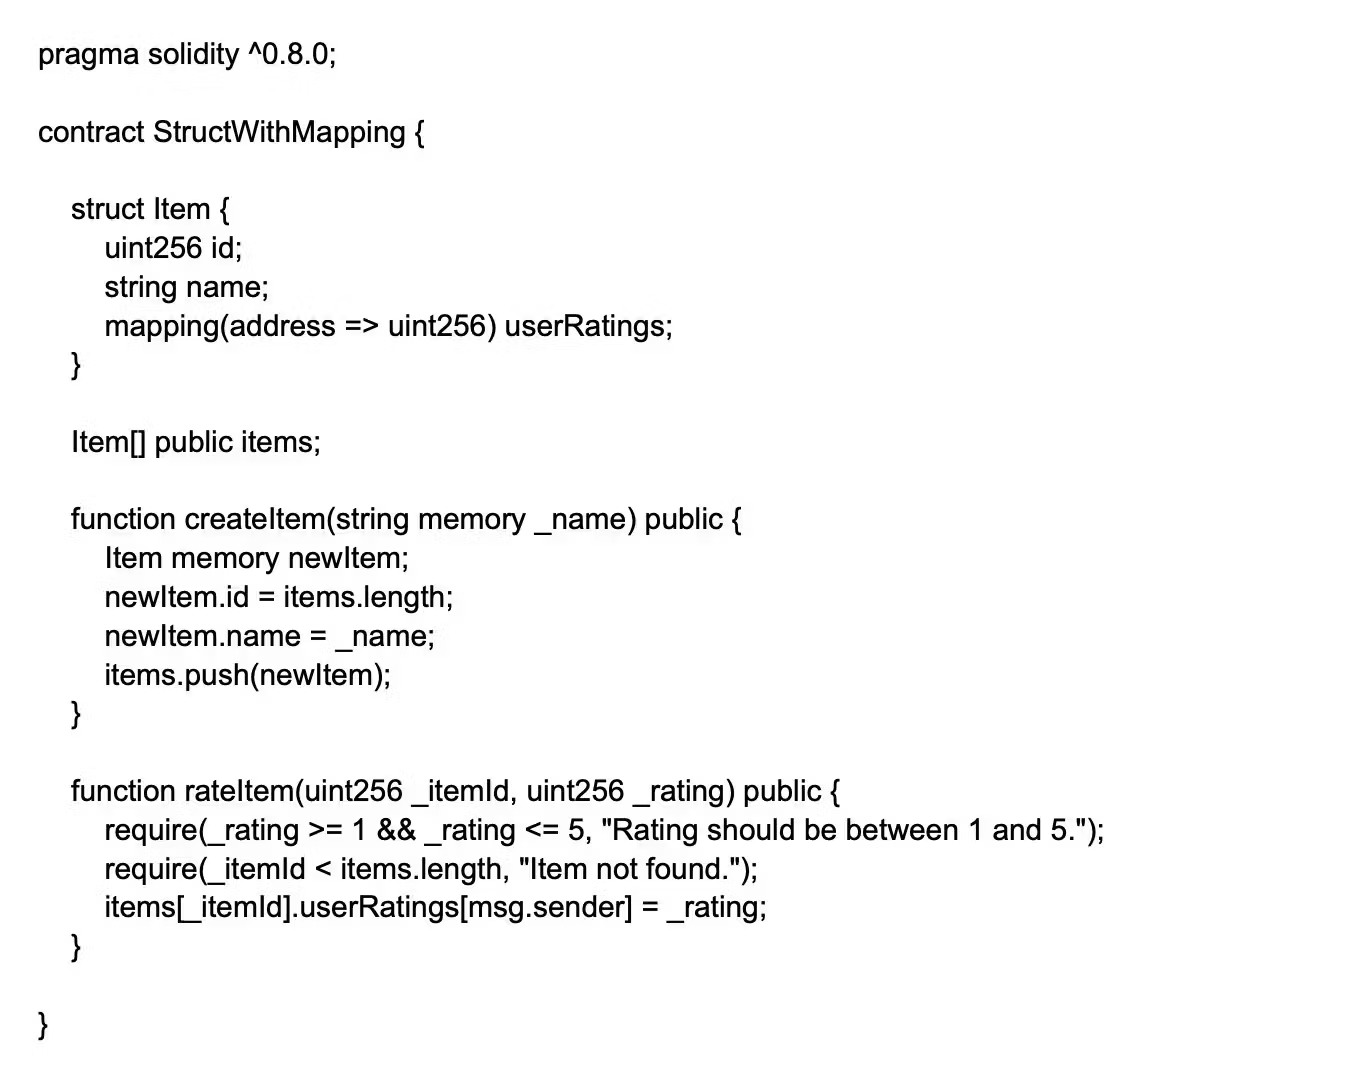 pragma solidity ^0.8.0;
contract StructWithMapping {
struct Item {
uint256 id;
string name;
mapping(address => uint256) userRatings;
}
Item[] public items;
function createItem(string memory _name) public {
Item memory newItem;
newItem.id = items.length;
newItem.name = _name;
items.push(newItem);
}
function rateItem(uint256 _itemId, uint256 _rating) public {
require(_rating >= 1 && _rating <= 5, "Rating should be between 1 and 5.");
require(_itemId < items.length, "Item not found.");
items[_itemId].userRatings[msg.sender] = _rating;
}
}